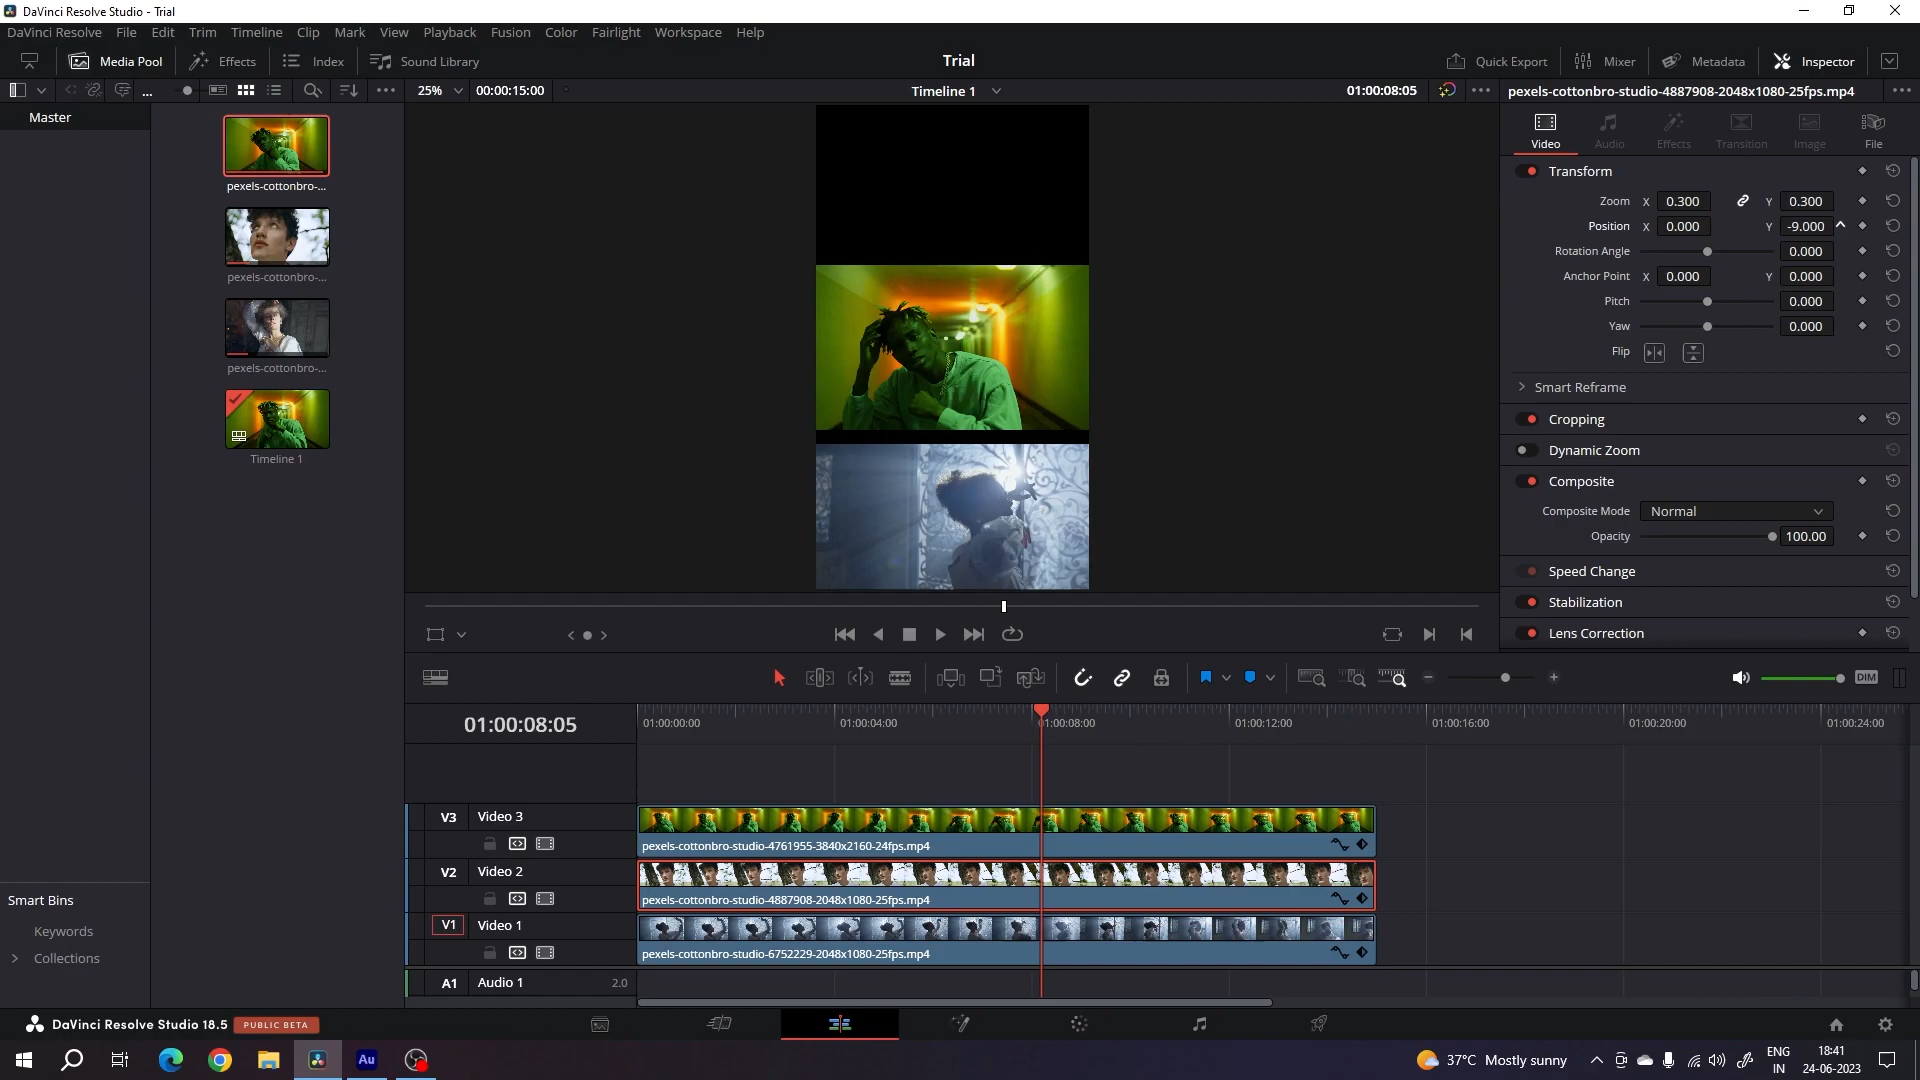 DaVinci Resolve Studio - Trial
DaVinci Resolve File Edit Trim Timeline Clip Mark View Playback Fusion Color Fairlight Workspace Help
Media Pool Effects Index Sound Library Trial Quick Export Mixer Metadata Inspector
25% 00:00:15:00 Timeline 1 01:00:08:05 pexels-cottonbro-studio-4887908-2048x1080-25fps.mp4
Master
pexels-cottonbro-...
pexels-cottonbro-...
pexels-cottonbro-...
Timeline 1
Video Audio Effects Transition Image File
Transform
Zoom X 0.300 Y 0.300
Position X 0.000 Y -9.000
Rotation Angle 0.000
Anchor Point X 0.000 Y 0.000
Pitch 0.000
Yaw 0.000
Flip
Smart Reframe
Cropping
Dynamic Zoom
Composite
Composite Mode Normal
Opacity 100.00
Speed Change
Stabilization
Lens Correction
DIM
01:00:08:05
01:00:00:00 01:00:04:00 01:00:08:00 01:00:12:00 01:00:16:00 01:00:20:00 01:00:24:00
V3 Video 3
pexels-cottonbro-studio-4761955-3840x2160-24fps.mp4
V2 Video 2
pexels-cottonbro-studio-4887908-2048x1080-25fps.mp4
V1 Video 1
pexels-cottonbro-studio-6752229-2048x1080-25fps.mp4
A1 Audio 1 2.0
Smart Bins
Keywords
Collections
DaVinci Resolve Studio 18.5 PUBLIC BETA
Au
37°C Mostly sunny
ENG
IN
18:41
24-06-2023